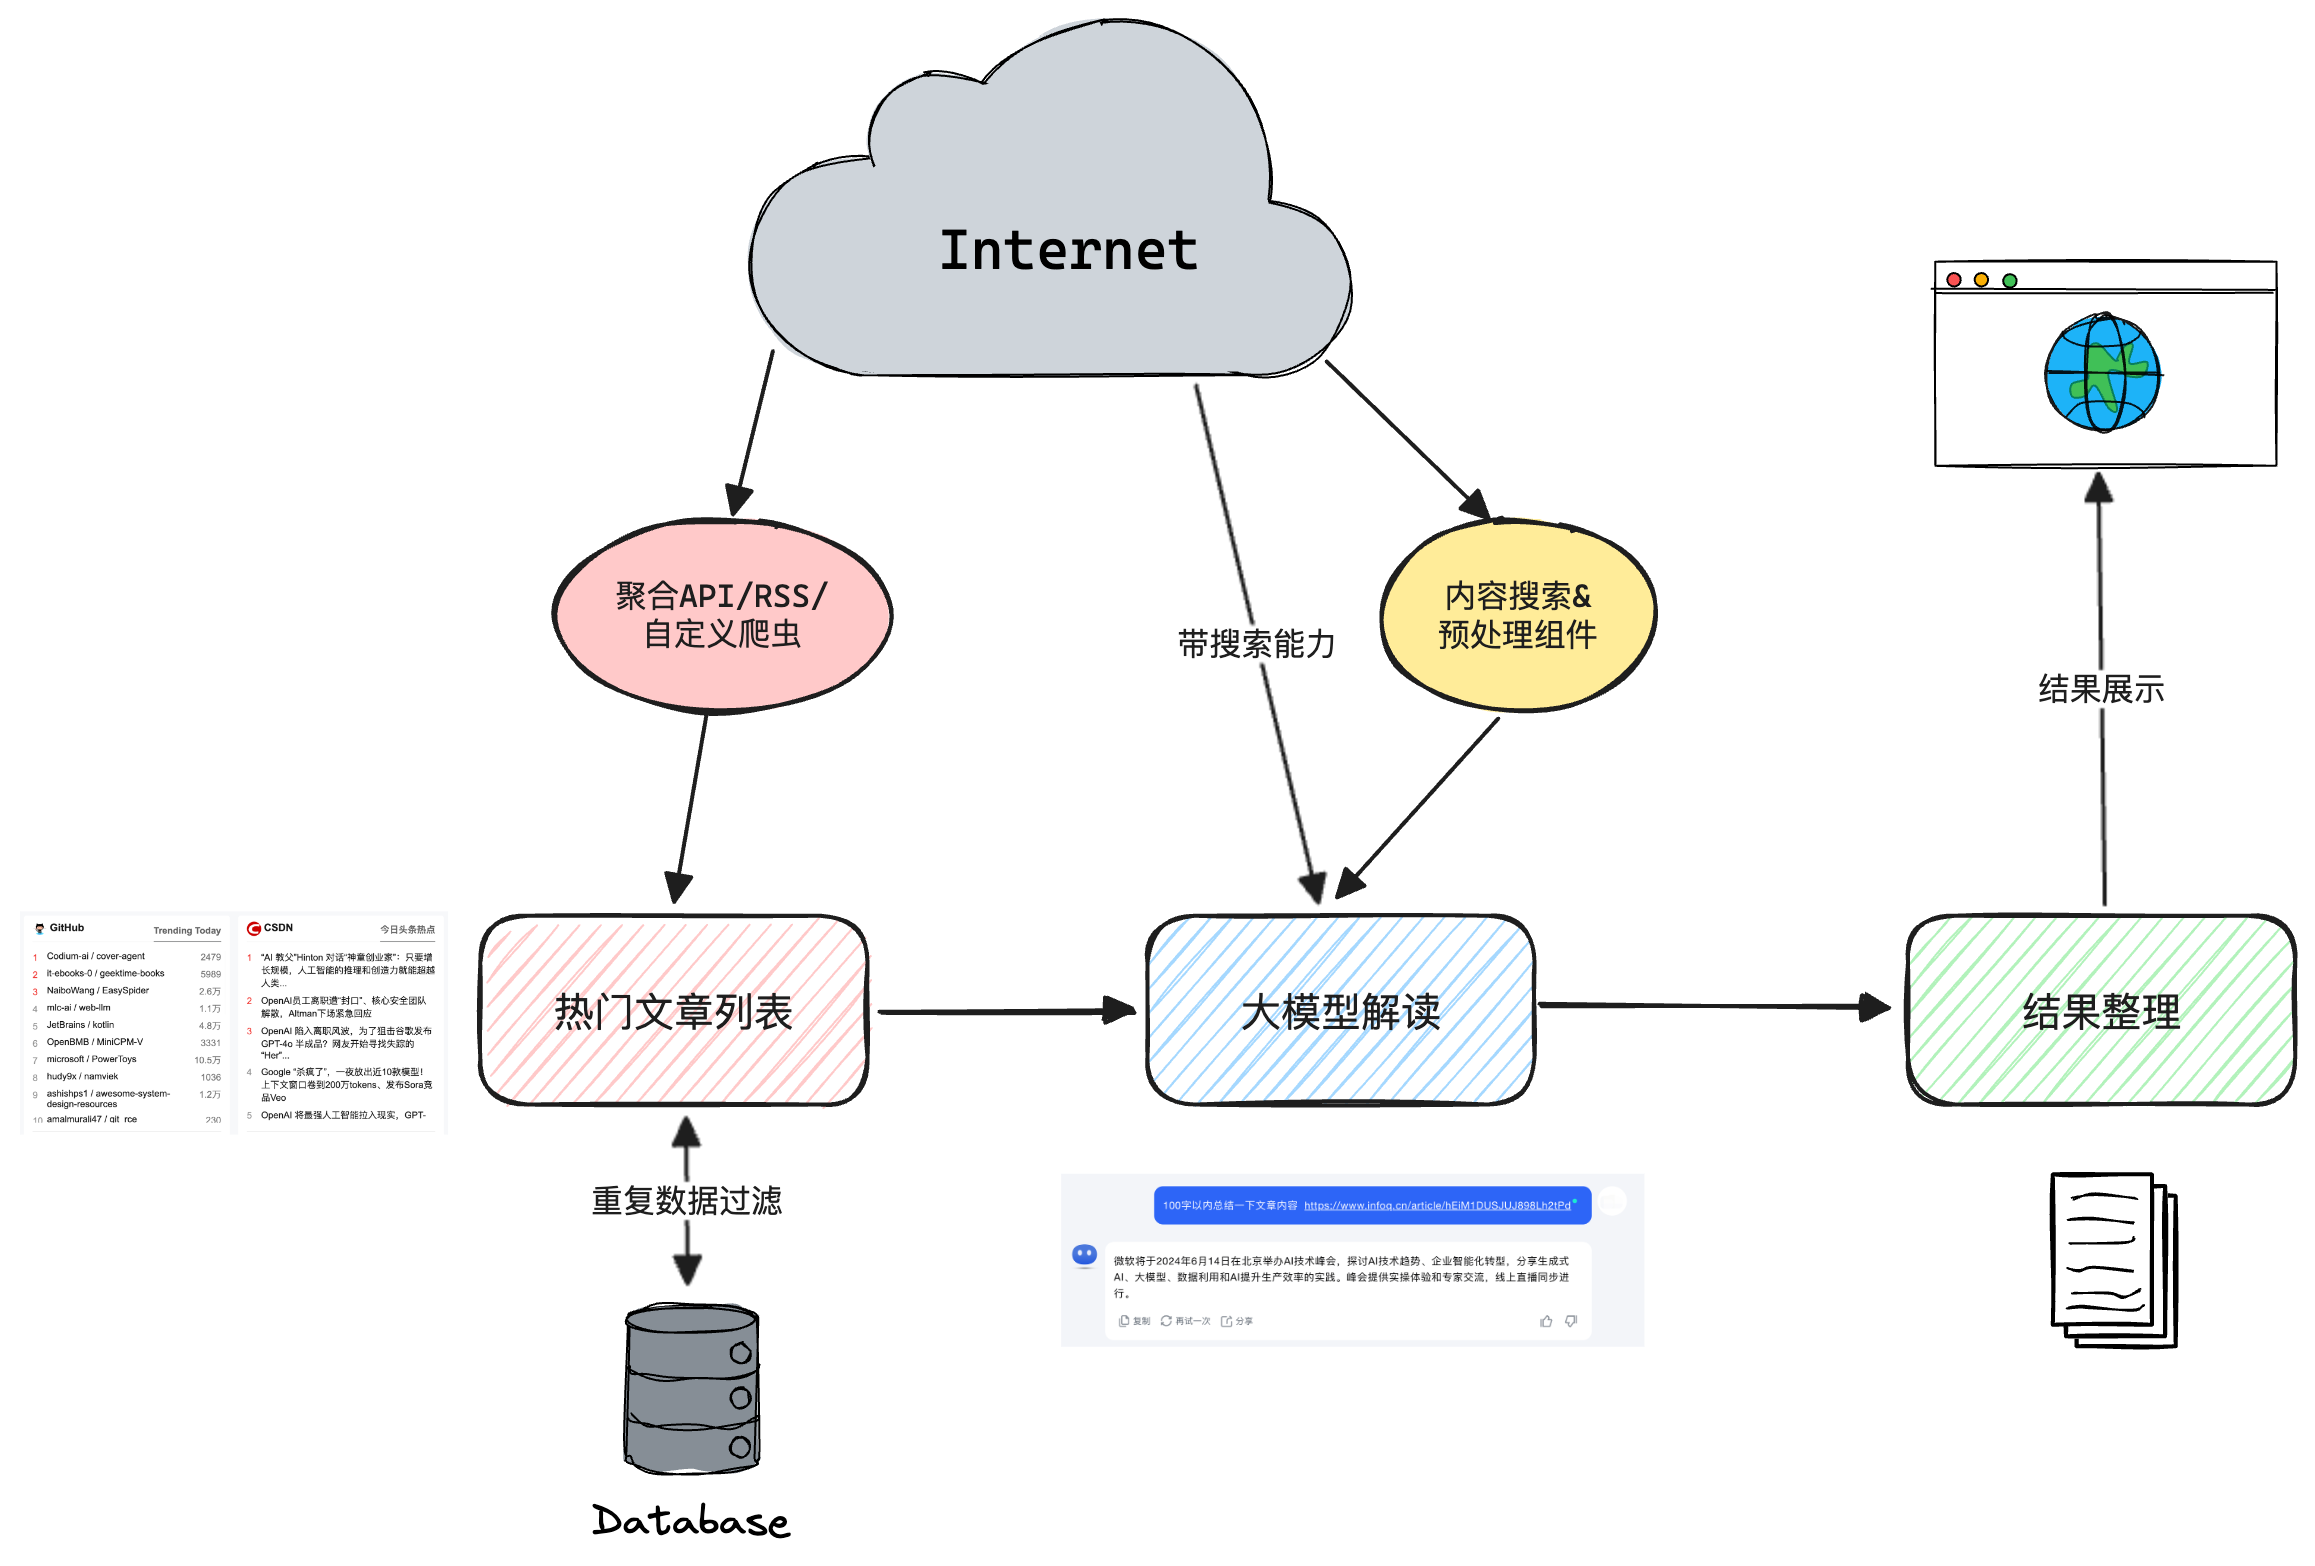 Internet
聚合API/RSS/
自定义爬虫
带搜索能力
内容搜索&
预处理组件
结果展示
GitHub
Trending Today
1 Codium-ai / cover-agent 2479
2 lt-ebooks-0 / geektime-books 5989
3 NaiboWang / EasySpider 2.6万
4 mlc-ai / web-llm 1.1万
5 JetBrains / kotlin 4.8万
6 OpenBMB / MiniCPM-V 3331
7 microsoft / PowerToys 10.5万
8 hudy9x / namviek 1036
9 ashishps1 / awesome-system- 1.2万
design-resources
10 amalmurali47 / git_rce 230
CSDN
今日头条热点
1 “AI 教父”Hinton 对话“神童创业家”：只要增
长规模，人工智能的推理和创造力就能超越
人类...
2 OpenAI员工离职遭“封口”、核心安全团队
解散，Altman下场紧急回应
3 OpenAI 陷入离职风波，为了狙击谷歌发布
GPT-4o 半成品？网友开始寻找失踪的
“Her”...
4 Google “杀疯了”，一夜放出近10款模型！
上下文窗口卷到200万tokens、发布Sora竞
品Veo
5 OpenAI 将最强人工智能拉入现实，GPT-
热门文章列表
大模型解读
结果整理
重复数据过滤
Database
100字以内总结一下文章内容 https://www.infoq.cn/article/hEiM1DUSJUJ898Lh2tPd
微软将于2024年6月14日在北京举办AI技术峰会，探讨AI技术趋势、企业智能化转型，分享生成式
AI、大模型、数据利用和AI提升生产效率的实践。峰会提供实操体验和专家交流，线上直播同步进
行。
复制 再试一次 分享